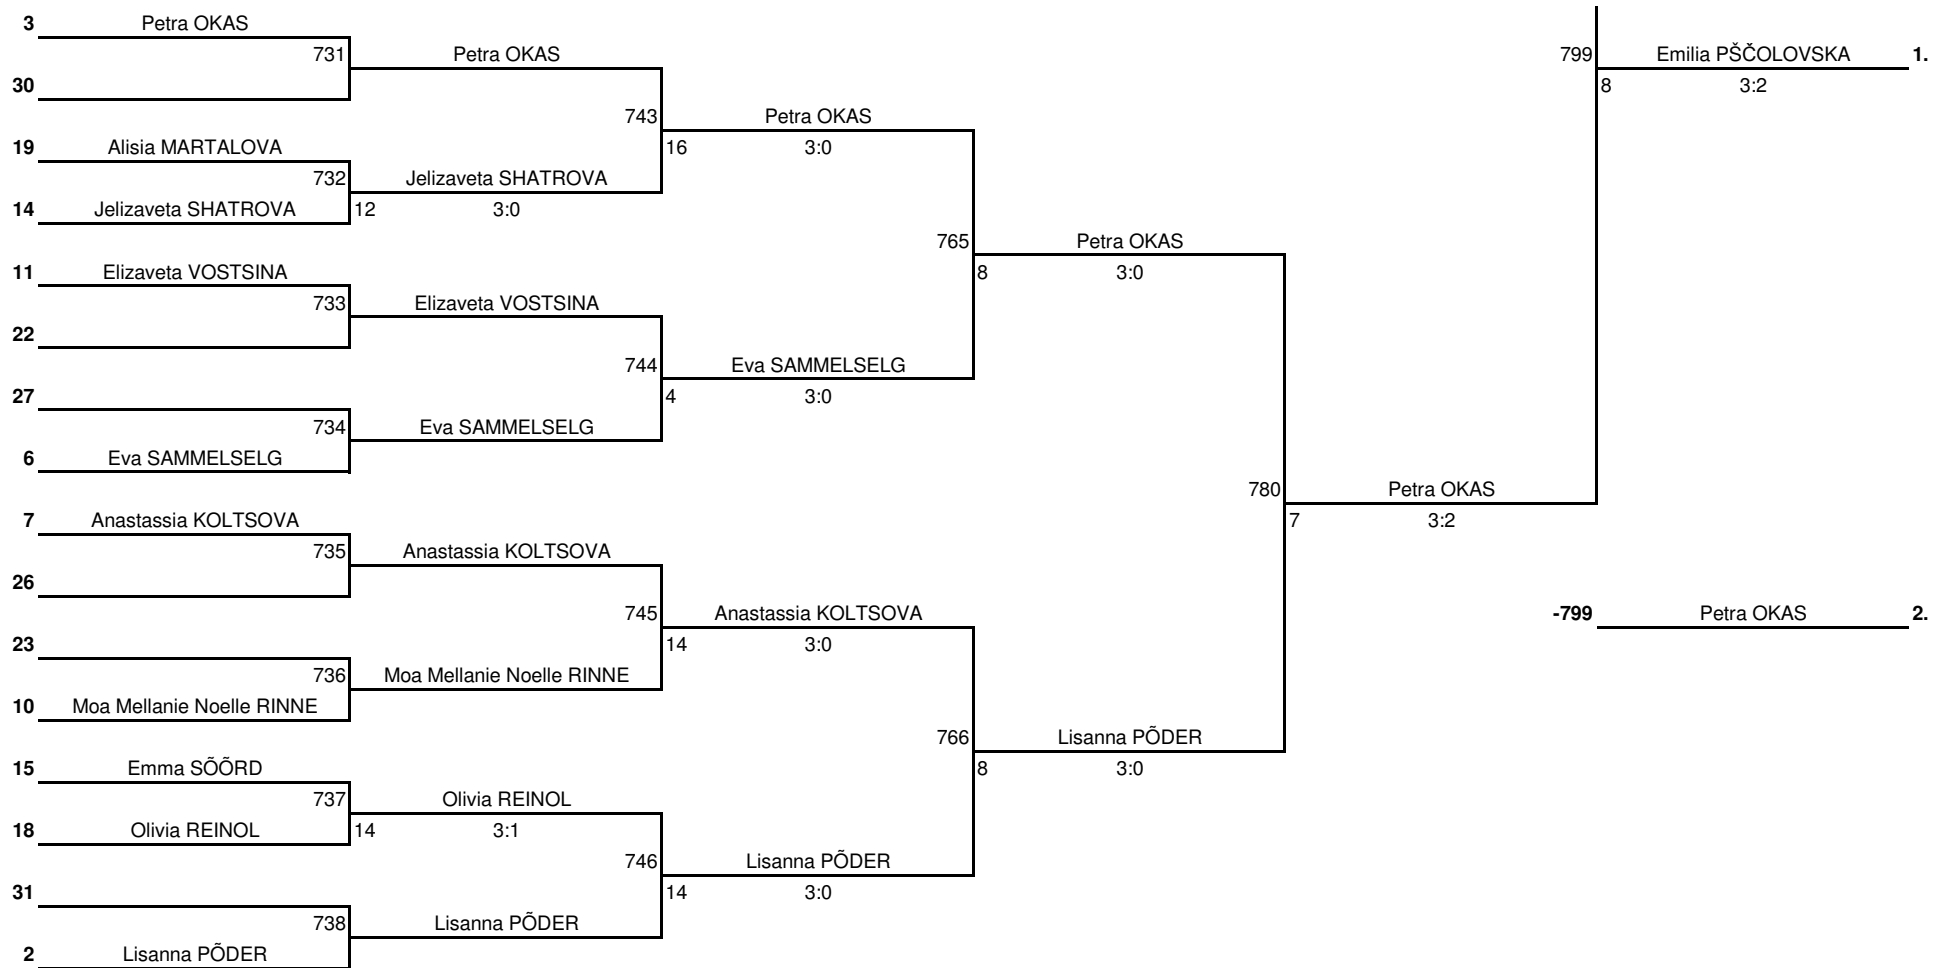 3 Petra OKAS
731 Petra OKAS 799 Emilia PŠČOLOVSKA 1.
30 8 3:2
743 Petra OKAS
19 Alisia MARTALOVA 16 3:0
732 Jelizaveta SHATROVA
14 Jelizaveta SHATROVA 12 3:0
765 Petra OKAS
11 Elizaveta VOSTSINA 8 3:0
733 Elizaveta VOSTSINA
22
744 Eva SAMMELSELG
27 4 3:0
734 Eva SAMMELSELG
6 Eva SAMMELSELG
780 Petra OKAS
7 Anastassia KOLTSOVA 7 3:2
735 Anastassia KOLTSOVA
26
745 Anastassia KOLTSOVA -799 Petra OKAS 2.
23 14 3:0
736 Moa Mellanie Noelle RINNE
10 Moa Mellanie Noelle RINNE
766 Lisanna PÕDER
15 Emma SÕÕRD 8 3:0
737 Olivia REINOL
18 Olivia REINOL 14 3:1
746 Lisanna PÕDER
31 14 3:0
738 Lisanna PÕDER
2 Lisanna PÕDER